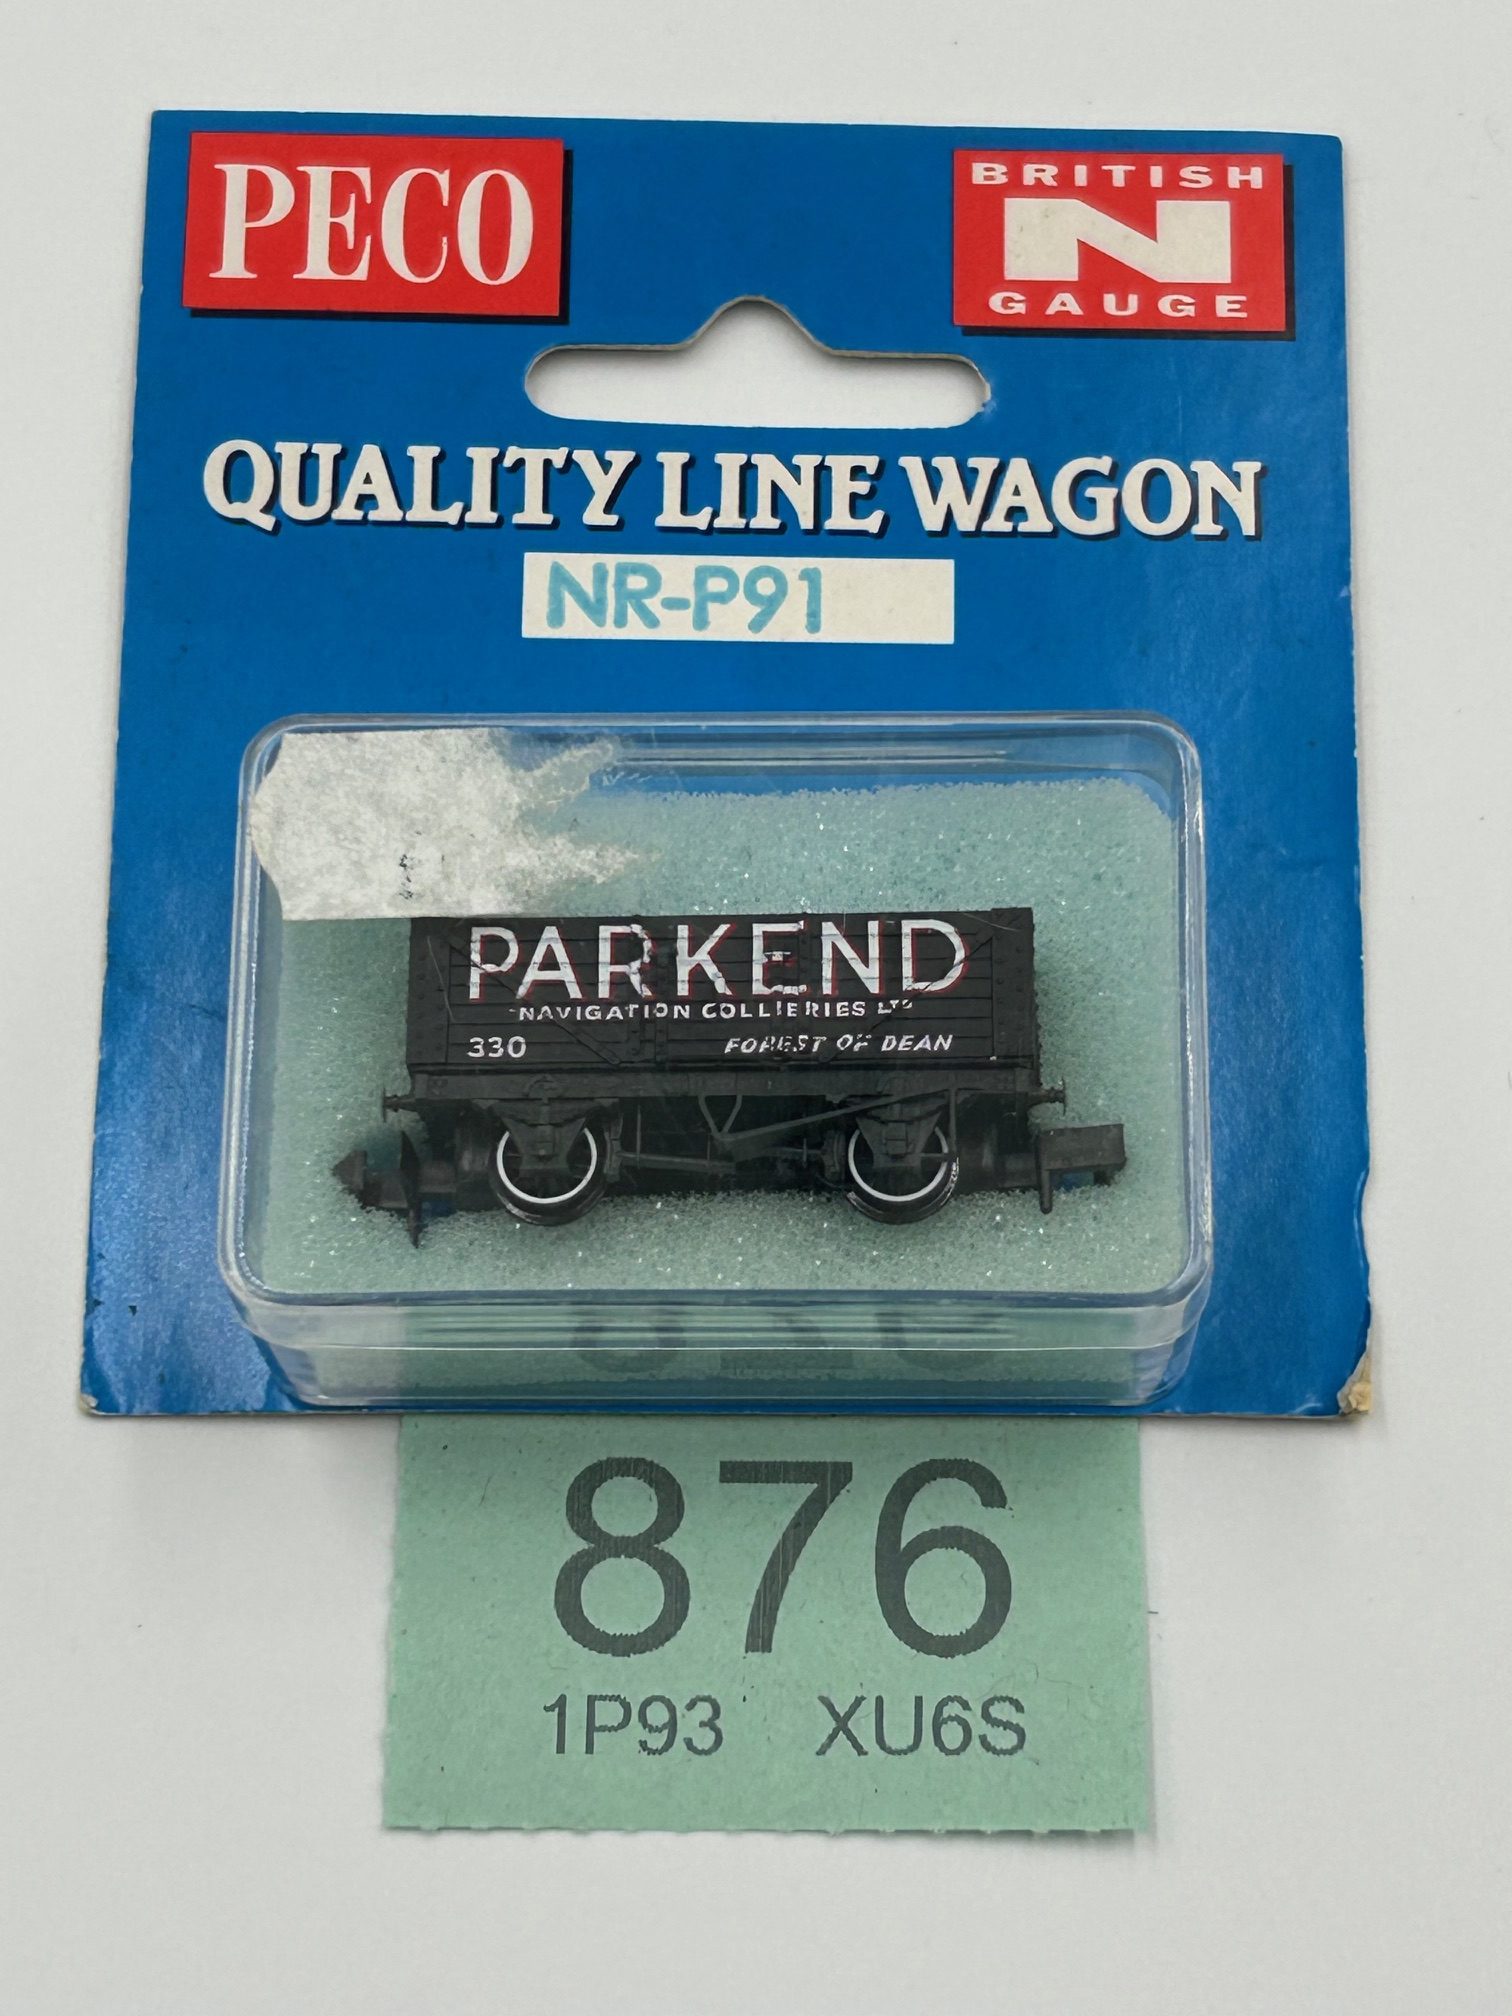 PECO
BRITISH
N
GAUGE
QUALITY LINE WAGON
NR-P91
PARKEND
NAVIGATION COLLIERIES LTD
330 FOREST OF DEAN
876
1P93 XU6S